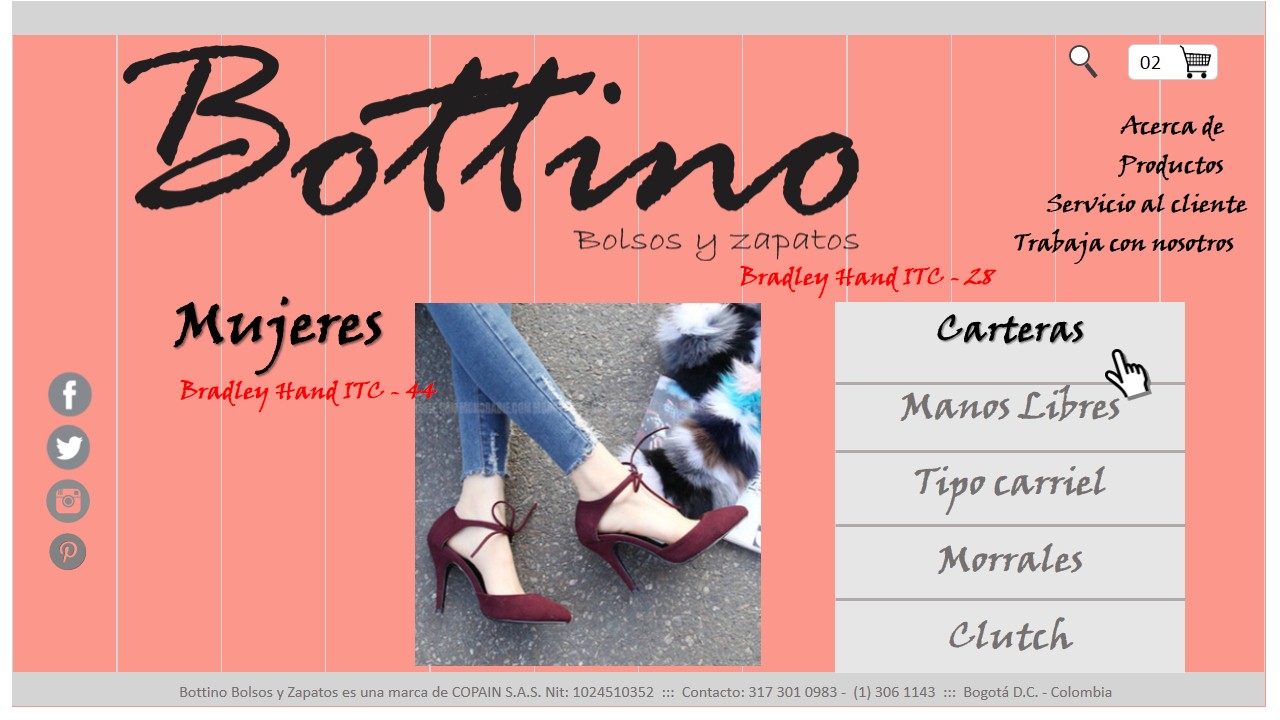 Bottino
Bolsos y zapatos
02
Acerca de
Productos
Servicio al cliente
Trabaja con nosotros
Bradley Hand ITC - 28
Mujeres
Bradley Hand ITC - 44
Carteras
Manos Libres
Tipo carriel
Morrales
Clutch
Bottino Bolsos y Zapatos es una marca de COPAIN S.A.S. Nit: 1024510352 ::: Contacto: 317 301 0983 - (1) 306 1143 ::: Bogotá D.C. - Colombia